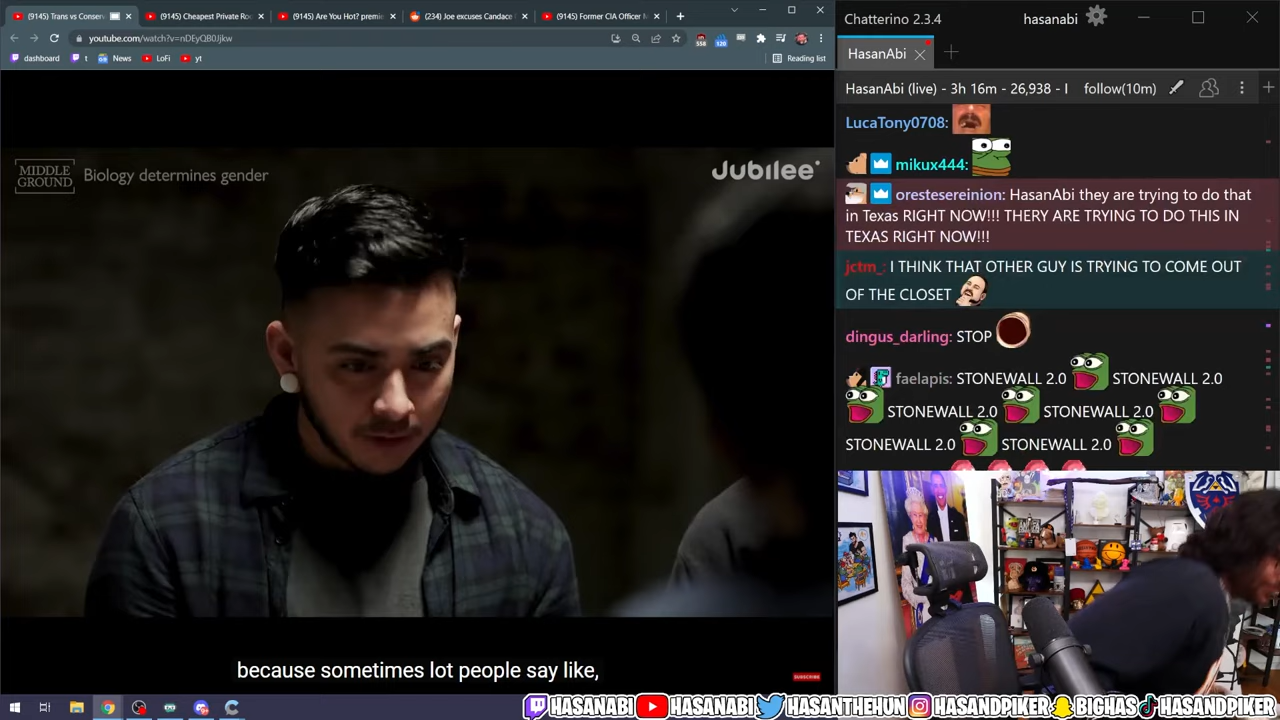 (9145) Trans vs Conserv
(9145) Cheapest Private Roo
(9145) Are You Hot? premi
(234) Joe excuses Candace
(9145) Former CIA Officer
youtube.com/watch?v=nDEyQB0Jjkw
558
120
dashboard
t
News
LoFi
yt
Reading list
MIDDLE
GROUND
Biology determines gender
Jubilee
because sometimes lot people say like,
SUBSCRIBE
Chatterino 2.3.4
hasanabi
HasanAbi
HasanAbi (live) - 3h 16m - 26,938 - I
follow(10m)
LucaTony0708:
mikux444:
orestesereinion: HasanAbi they are trying to do that
in Texas RIGHT NOW!!! THERY ARE TRYING TO DO THIS IN
TEXAS RIGHT NOW!!!
jctm_: I THINK THAT OTHER GUY IS TRYING TO COME OUT
OF THE CLOSET
dingus_darling: STOP
faelapis: STONEWALL 2.0 STONEWALL 2.0
STONEWALL 2.0 STONEWALL 2.0
STONEWALL 2.0 STONEWALL 2.0
HASANABI HASANABI HASANTHEHUN HASANDPIKER BIGHAS HASANDPIKER